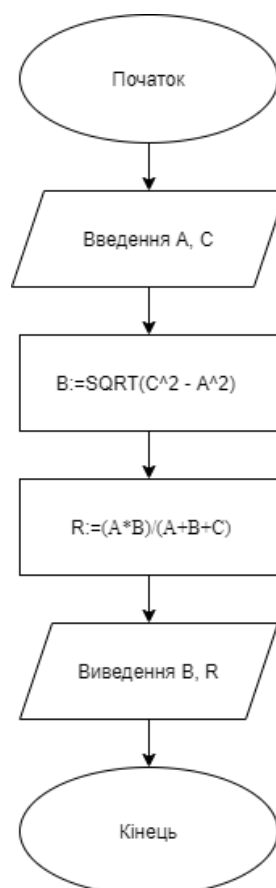 Початок
Введення A, C
B:=SQRT(C^2 - A^2)
R:=(A*B)/(A+B+C)
Виведення B, R
Кінець